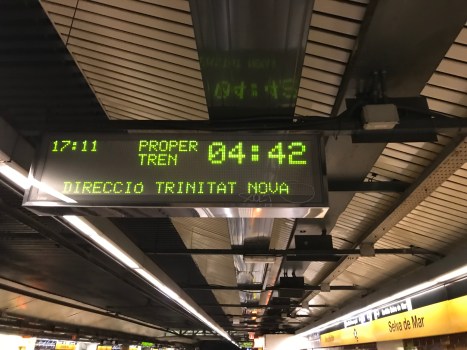 17:11 PROPER TREN 04:42
DIRECCIÓ TRINITAT NOVA
Selva de Mar